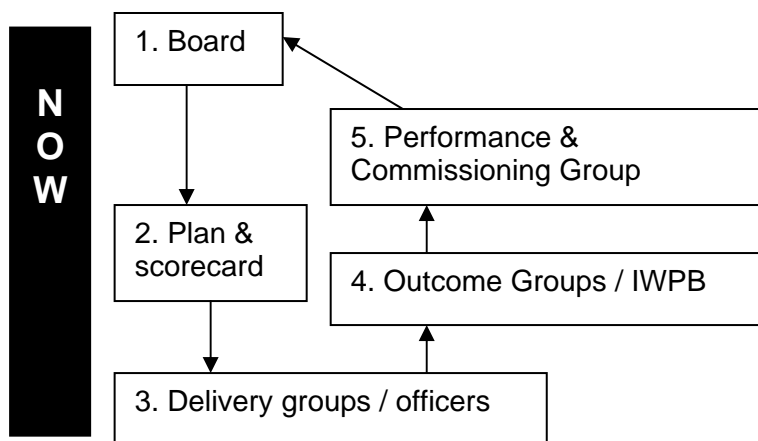 N
O
W
1. Board
2. Plan &
scorecard
3. Delivery groups / officers
4. Outcome Groups / IWPB
5. Performance &
Commissioning Group